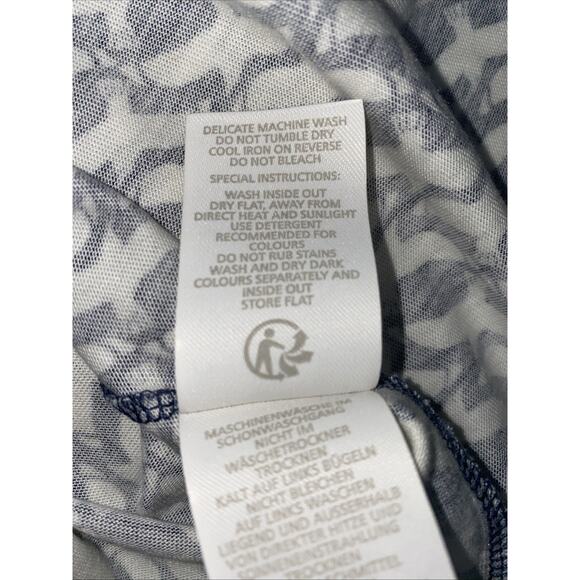 DELICATE MACHINE WASH
DO NOT TUMBLE DRY
COOL IRON ON REVERSE
DO NOT BLEACH
SPECIAL INSTRUCTIONS:
WASH INSIDE OUT
DRY FLAT, AWAY FROM
DIRECT HEAT AND SUNLIGHT
USE DETERGENT
RECOMMENDED FOR
COLOURS
DO NOT RUB STAINS
WASH AND DRY DARK
COLOURS SEPARATELY AND
INSIDE OUT
STORE FLAT
MASCHINENWÄSCHE IM
SCHONWASCHGANG
NICHT IM
WÄSCHETROCKNER
TROCKNEN
KALT AUF LINKS BÜGELN
NICHT BLEICHEN
AUF LINKS WASCHEN
LIEGEND UND AUSSERHALB
VON DIREKTER HITZE UND
SONNENEINSTRAHLUNG